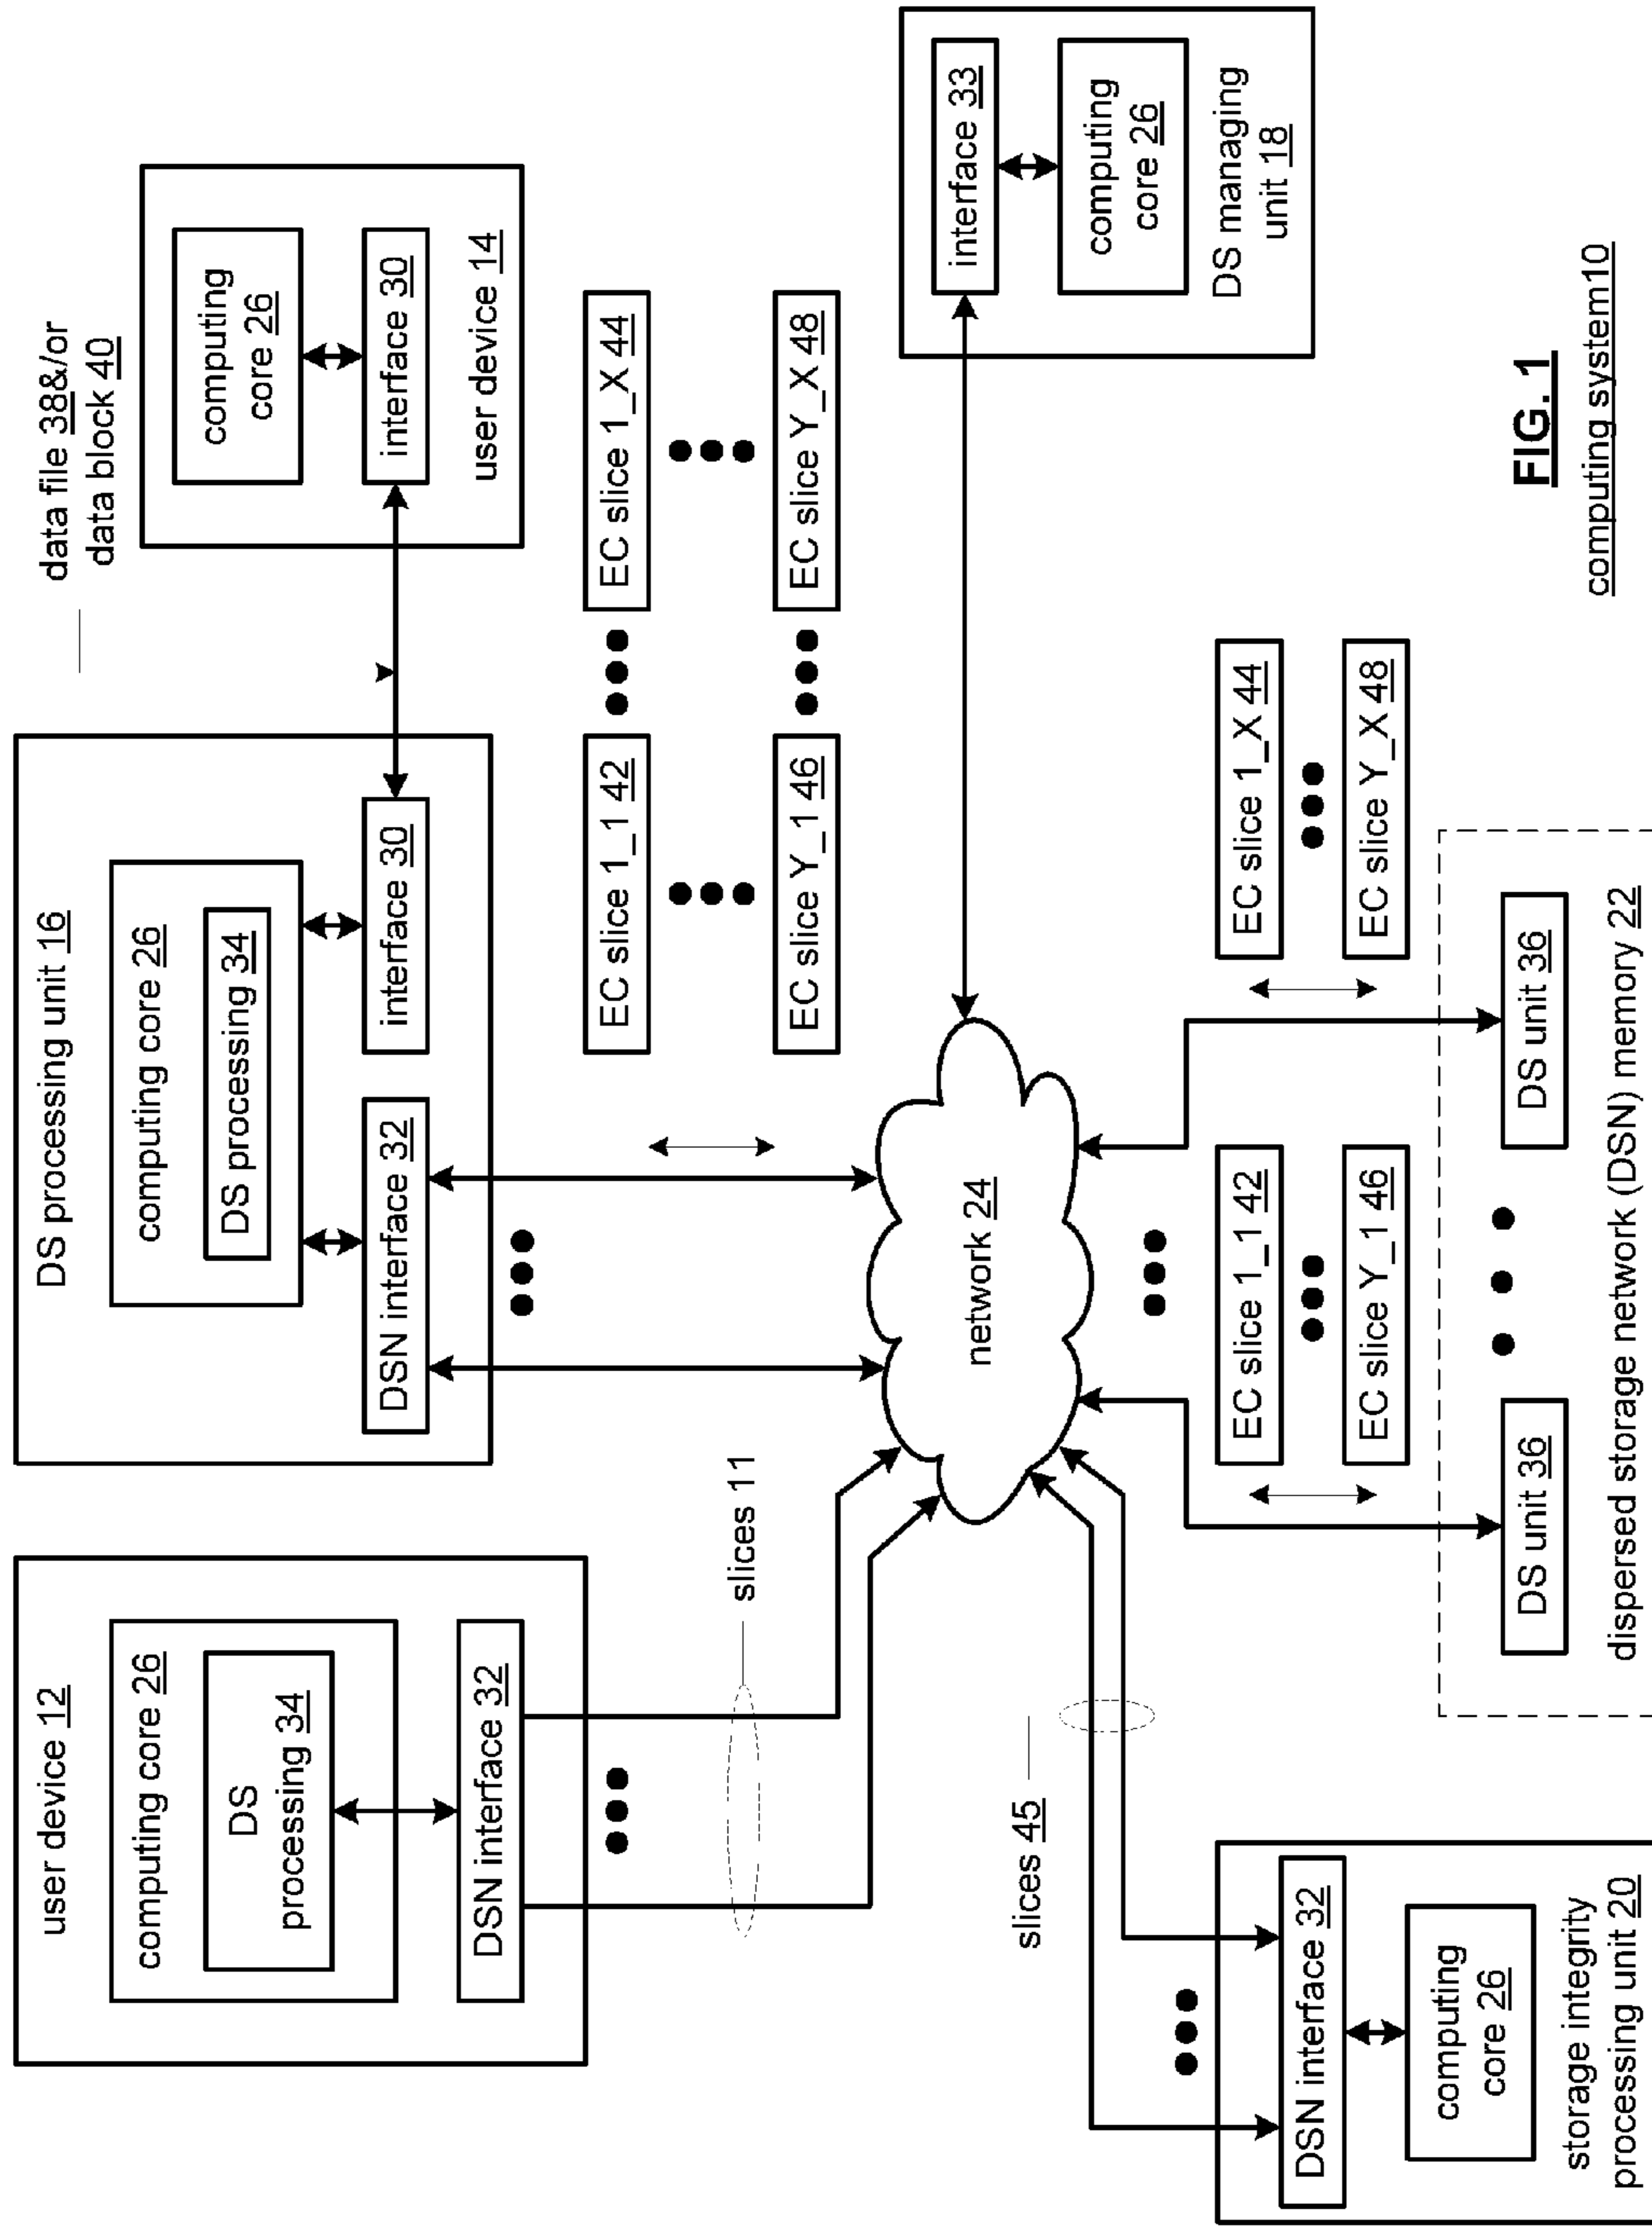 user device 12
computing core 26
DS
processing 34
DSN interface 32
slices 11
DS processing unit 16
computing core 26
DS processing 34
DSN interface 32
interface 30
data file 38&/or
data block 40
computing
core 26
interface 30
user device 14
EC slice 1_1 42
EC slice 1_X 44
EC slice Y_1 46
EC slice Y_X 48
network 24
interface 33
computing
core 26
DS managing
unit 18
slices 45
DSN interface 32
computing
core 26
storage integrity
processing unit 20
EC slice 1_1 42
EC slice Y_1 46
EC slice 1_X 44
EC slice Y_X 48
DS unit 36
DS unit 36
dispersed storage network (DSN) memory 22
FIG. 1
computing system10